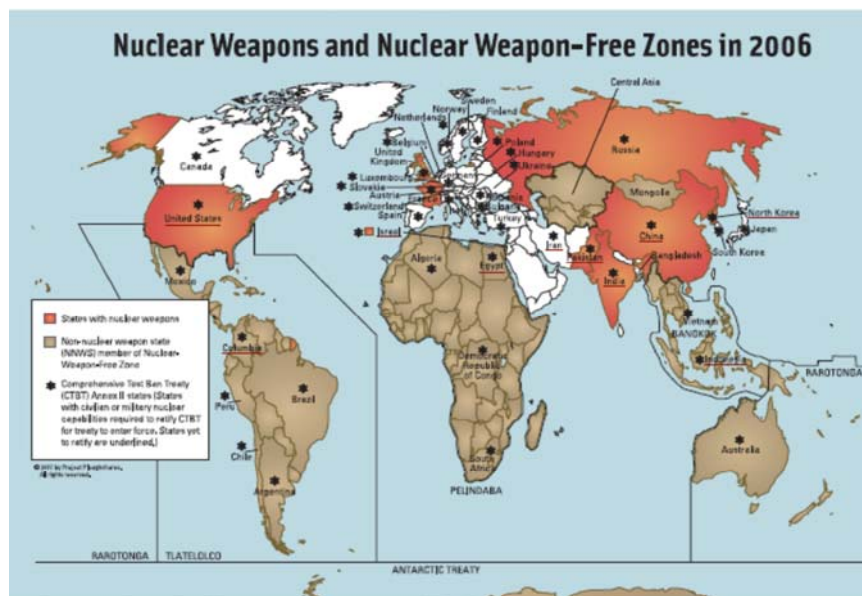 Nuclear Weapons and Nuclear Weapon-Free Zones in 2006
Central Asia
Sweden
Norway
Finland
Netherlands
Belgium
United
Kingdom
Luxembourg
Slovakia
Austria
Switzerland
Spain
France
Poland
Hungary
Ukraine
Turkey
Canada
United States
Mexico
Russia
Mongolia
North Korea
China
Japan
South Korea
Israel
Iran
Pakistan
India
Bangladesh
Algeria
Egypt
Vietnam
BANGKOK
Indonesia
RAROTONGA
States with nuclear weapons
Non-nuclear weapon state
(NNWS) member of Nuclear-
Weapon-Free Zone
Comprehensive Test Ban Treaty
(CTBT) Annex II states (States
with civilian or military nuclear
capabilities required to ratify CTBT
for treaty to enter force. States yet
to ratify are underlined.)
All rights reserved.
Columbia
Peru
Brazil
Chile
Argentina
Democratic
Republic
of Congo
South
Africa
PELINDABA
Australia
RAROTONGA
TLATELOLCO
ANTARCTIC TREATY